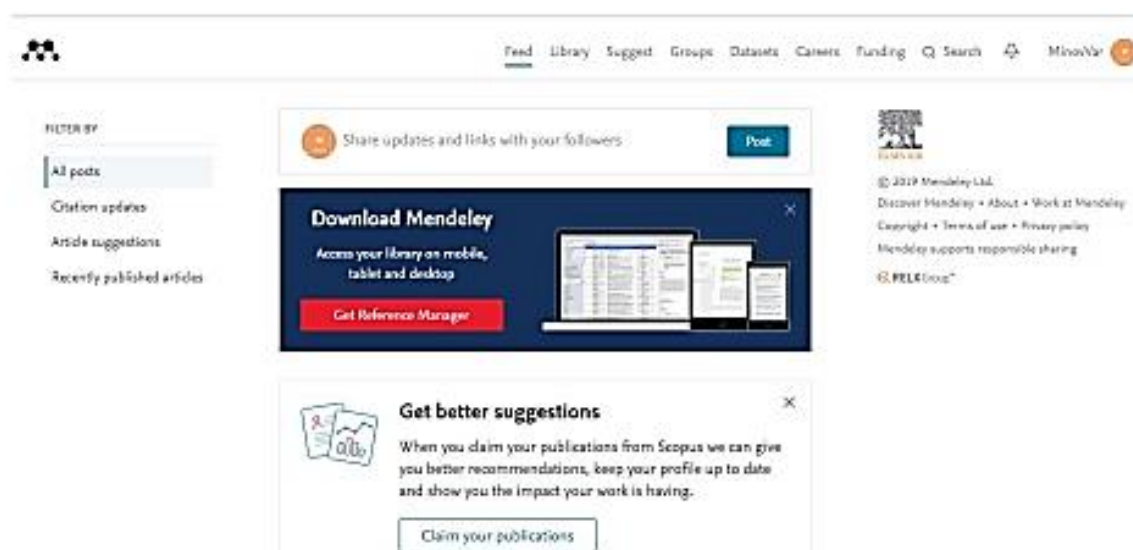 Feed Library Suggest Groups Datasets Careers Funding Search MinovVar
FILTER BY
All posts
Citation updates
Article suggestions
Recently published articles
Share updates and links with your followers
Post
Download Mendeley
Access your library on mobile,
tablet and desktop
Get Reference Manager
Get better suggestions
When you claim your publications from Scopus we can give
you better recommendations, keep your profile up to date
and show you the impact your work is having.
Claim your publications
ELSEVIER
© 2019 Mendeley Ltd.
Discover Mendeley • About • Work at Mendeley
Copyright • Terms of use • Privacy policy
Mendeley supports responsible sharing
RELX Group™